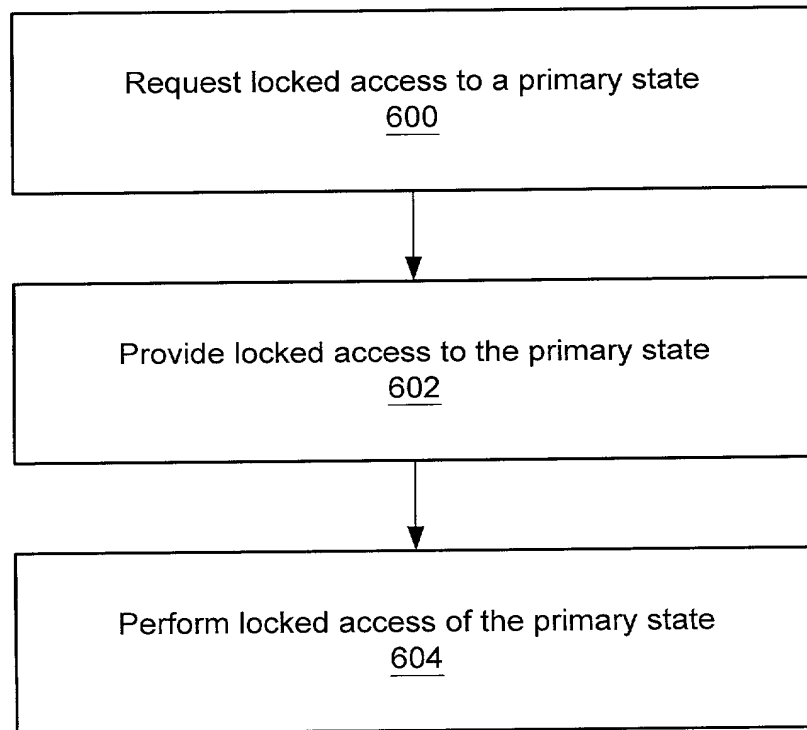 Request locked access to a primary state
600
Provide locked access to the primary state
602
Perform locked access of the primary state
604